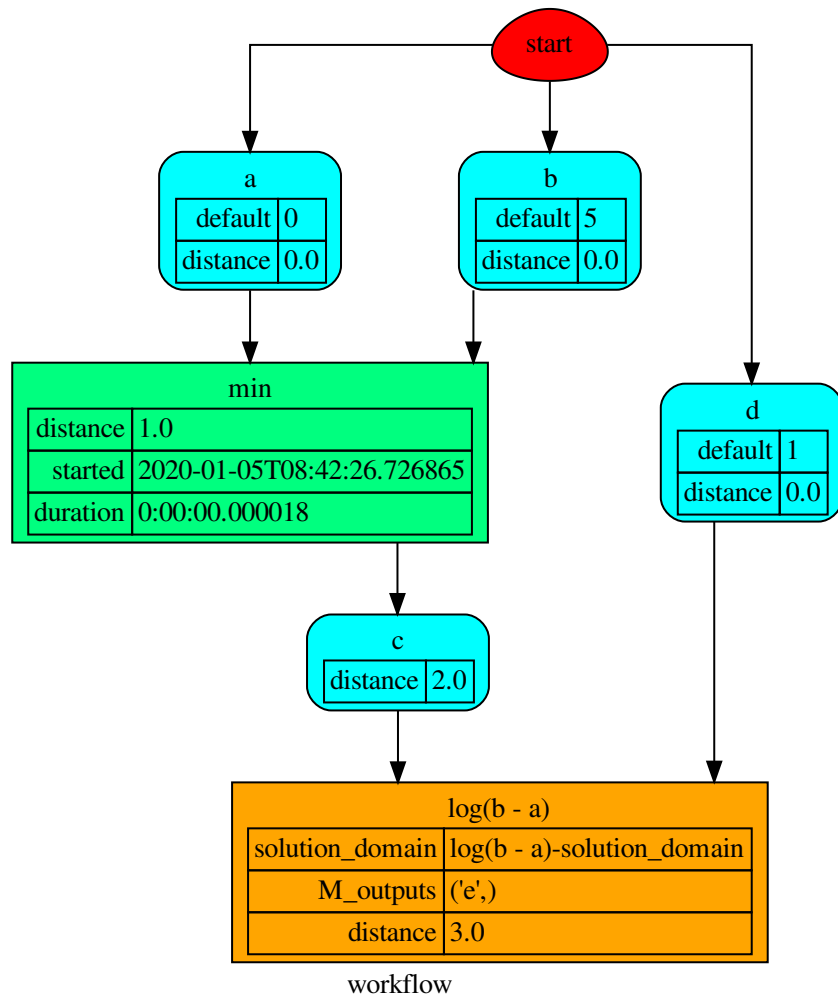 start
a
default 0
distance 0.0
b
default 5
distance 0.0
min
distance 1.0
started 2020-01-05T08:42:26.726865
duration 0:00:00.000018
d
default 1
distance 0.0
c
distance 2.0
log(b - a)
solution_domain log(b - a)-solution_domain
M_outputs ('e',)
distance 3.0
workflow